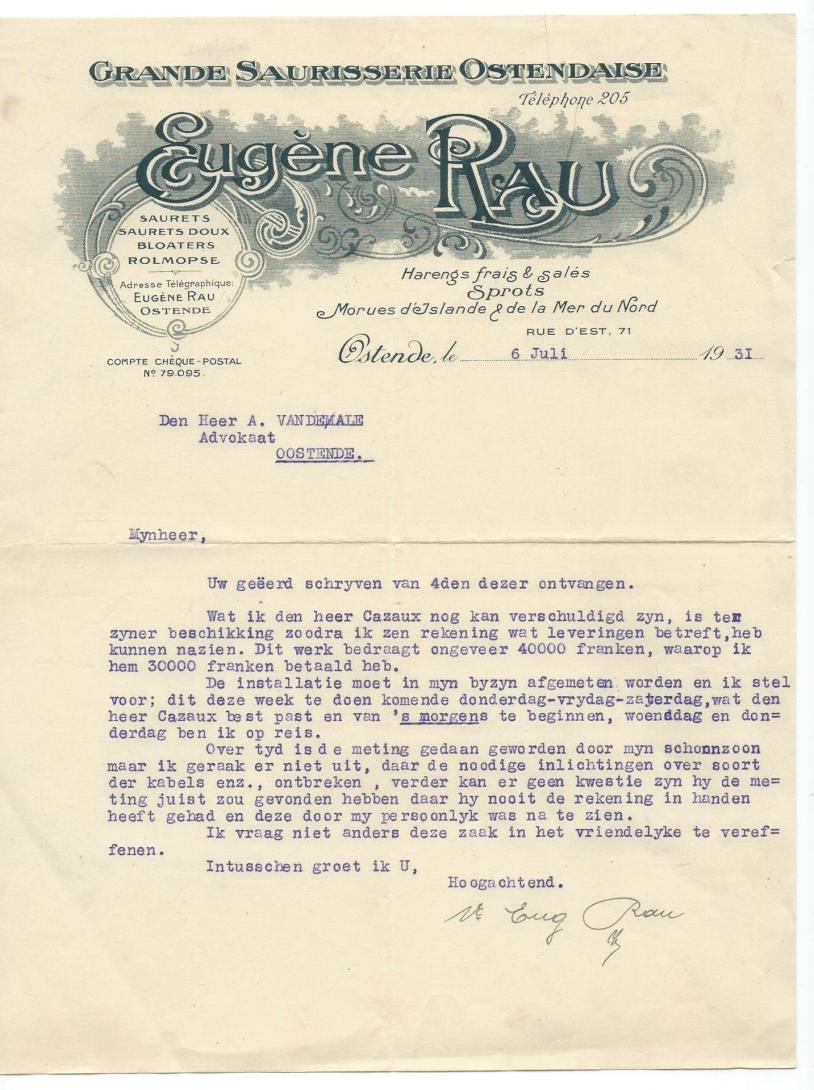 GRANDE SAURISSERIE OSTENDAISE
Téléphone 205
Eugène RAU
SAURETS
SAURETS DOUX
BLOATERS
ROLMOPSE
Adresse Télégraphique:
EUGÈNE RAU
OSTENDE
COMPTE CHÈQUE-POSTAL
No 79.095.
Harengs frais & salés
Sprots
Morues d'Islande & de la Mer du Nord
RUE D'EST, 71
Ostende, le 6 Juli 1931
Den Heer A. VANDEMALE
Advokaat
OOSTENDE.
Mynheer,
Uw geëerd schryven van 4den dezer ontvangen.
Wat ik den heer Cazaux nog kan verschuldigd zyn, is ter
zyner beschikking zoodra ik zen rekening wat leveringen betreft, heb
kunnen nazien. Dit werk bedraagt ongeveer 40000 franken, waarop ik
hem 30000 franken betaald heb.
De installatie moet in myn byzyn afgemeten worden en ik stel
voor; dit deze week te doen komende donderdag-vrydag-zaterdag, wat den
heer Cazaux best past en van 's morgens te beginnen, woensdag en don=
derdag ben ik op reis.
Over tyd is de meting gedaan geworden door myn schoonzoon
maar ik geraak er niet uit, daar de noodige inlichtingen over soort
der kabels enz., ontbreken , verder kan er geen kwestie zyn hy de me=
ting juist zou gevonden hebben daar hy nooit de rekening in handen
heeft gehad en deze door my persoonlyk was na te zien.
Ik vraag niet anders deze zaak in het vriendelyke te veref=
fenen.
Intusschen groet ik U,
Hoogachtend.
Ve Eug Rau